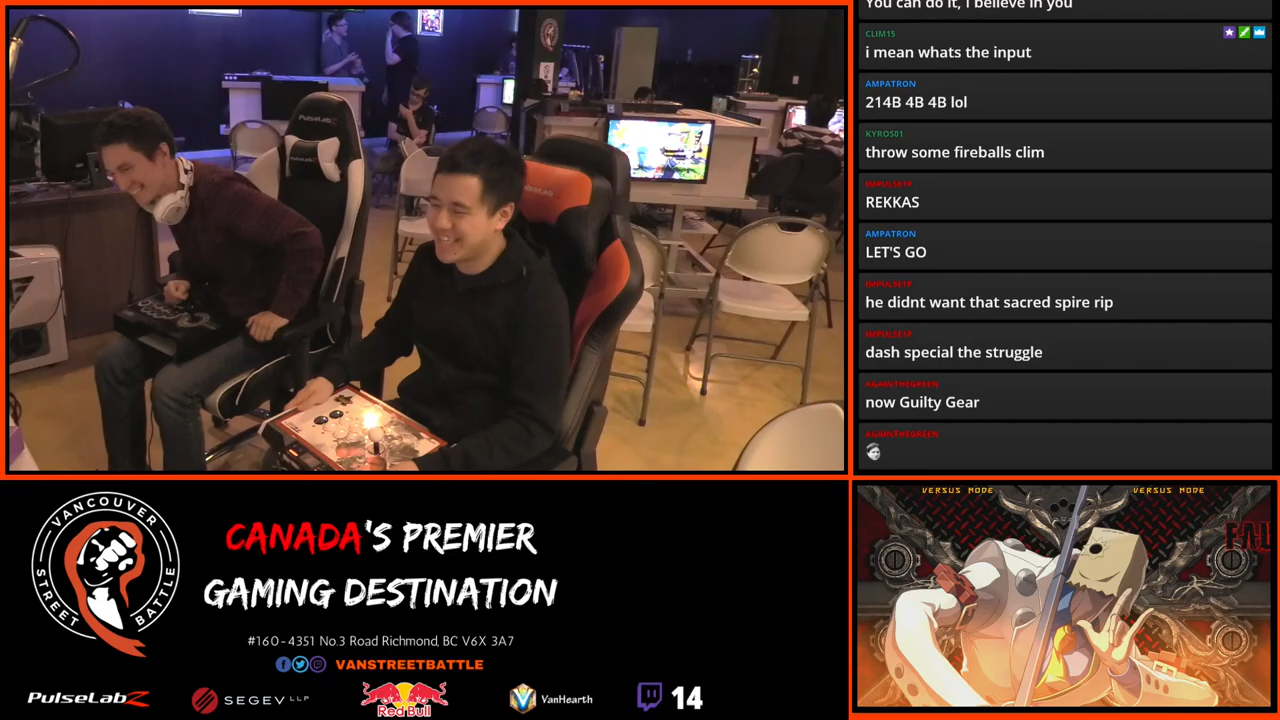 You can do it, I believe in you
CLIM15
i mean whats the input
AMPATRON
214B 4B 4B lol
KYROS01
throw some fireballs clim
IMPULSE1P
REKKAS
AMPATRON
LET'S GO
IMPULSE1P
he didnt want that sacred spire rip
IMPULSE1P
dash special the struggle
AGAINTHEGREEN
now Guilty Gear
AGAINTHEGREEN
PulseLabZ
PulseLabZ
PulseLabZ
VANCOUVER
STREET BATTLE
CANADA'S PREMIER
GAMING DESTINATION
#160-4351 No.3 Road Richmond, BC V6X 3A7
VANSTREETBATTLE
PulseLabZ
SEGEV LLP
Red Bull
VanHearth
14
VERSUS MODE
VERSUS MODE